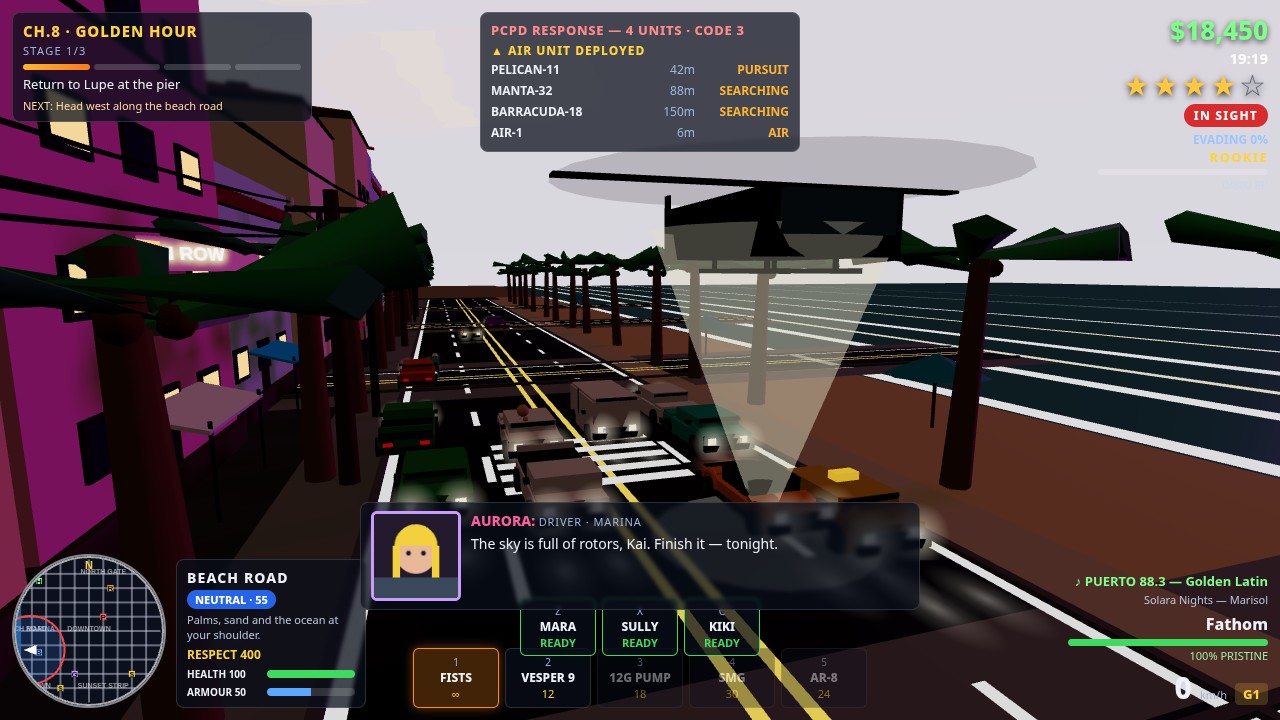 CH.8 · GOLDEN HOUR
STAGE 1/3
Return to Lupe at the pier
NEXT: Head west along the beach road
PCPD RESPONSE — 4 UNITS · CODE 3
▲ AIR UNIT DEPLOYED
PELICAN-11 42m PURSUIT
MANTA-32 88m SEARCHING
BARRACUDA-18 150m SEARCHING
AIR-1 6m AIR
$18,450
19:19
★★★★☆
IN SIGHT
EVADING 0%
ROOKIE
ROW
AURORA: DRIVER · MARINA
The sky is full of rotors, Kai. Finish it — tonight.
N
NORTH GATE
DOWNTOWN
SUNSET STRIP
BEACH ROAD
NEUTRAL · 55
Palms, sand and the ocean at
your shoulder.
RESPECT 400
HEALTH 100
ARMOUR 50
Z X C
MARA SULLY KIKI
READY READY READY
1 2 3 4 5
FISTS VESPER 9 12G PUMP SMG AR-8
∞ 12 18 30 24
♪ PUERTO 88.3 — Golden Latin
Solara Nights — Marisol
Fathom
100% PRISTINE
0 km/h G1